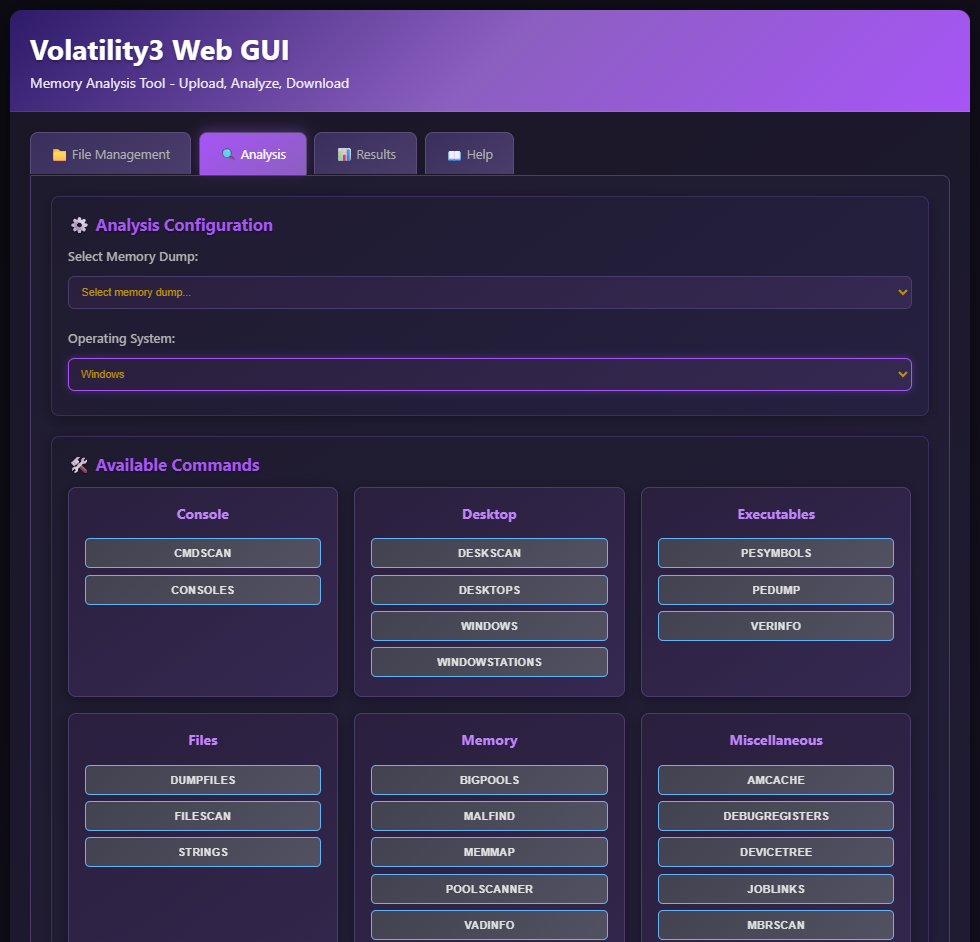 Volatility3 Web GUI
Memory Analysis Tool - Upload, Analyze, Download
File Management
Analysis
Results
Help
Analysis Configuration
Select Memory Dump:
Select memory dump...
Operating System:
Windows
Available Commands
Console
CMDSCAN
CONSOLES
Desktop
DESKSCAN
DESKTOPS
WINDOWS
WINDOWSTATIONS
Executables
PESYMBOLS
PEDUMP
VERINFO
Files
DUMPFILES
FILESCAN
STRINGS
Memory
BIGPOOLS
MALFIND
MEMMAP
POOLSCANNER
VADINFO
Miscellaneous
AMCACHE
DEBUGREGISTERS
DEVICETREE
JOBLINKS
MBRSCAN